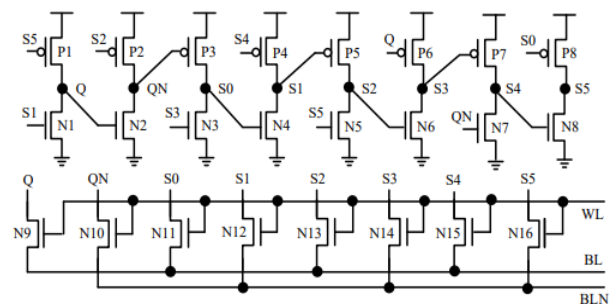 S5 P1 S2 P2 P3 S4 P4 P5 Q P6 P7 S0 P8
Q QN S0 S1 S2 S3 S4 S5
S1 N1 N2 S3 N3 N4 S5 N5 N6 QN N7 N8
Q QN S0 S1 S2 S3 S4 S5
WL
N9 N10 N11 N12 N13 N14 N15 N16
BL
BLN